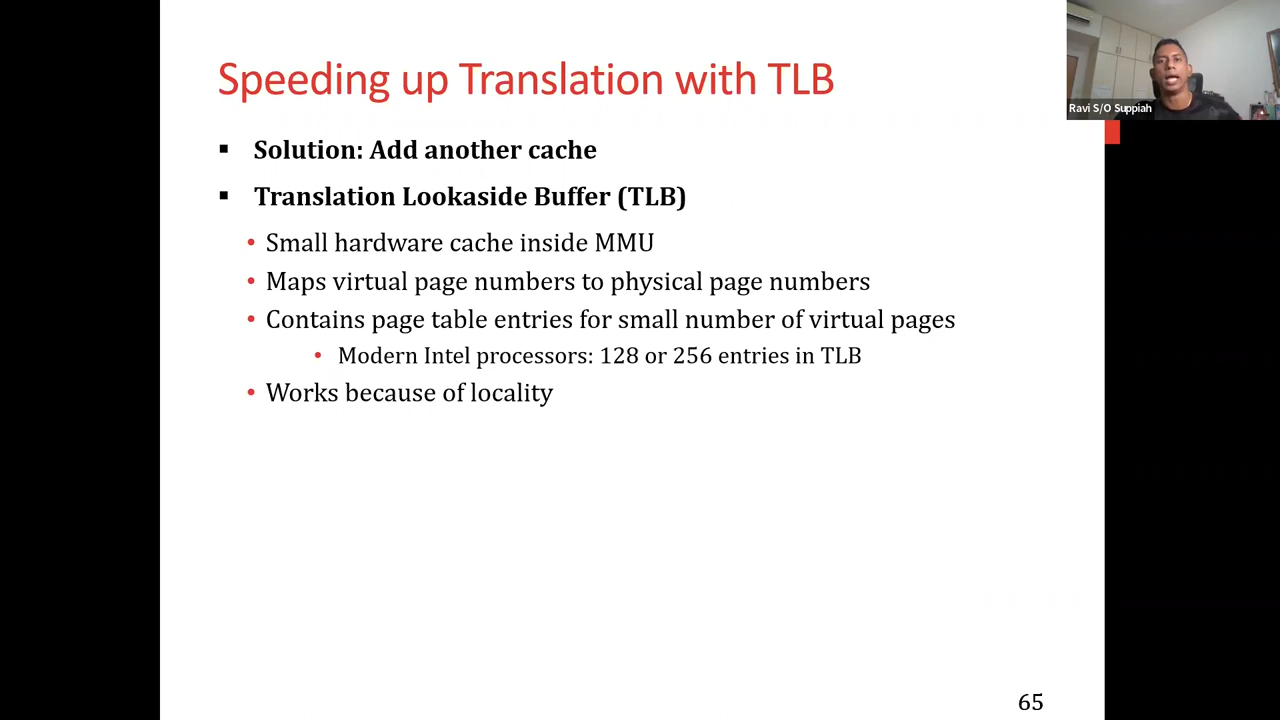 Speeding up Translation with TLB
Ravi S/O Suppiah
▪ Solution: Add another cache
▪ Translation Lookaside Buffer (TLB)
• Small hardware cache inside MMU
• Maps virtual page numbers to physical page numbers
• Contains page table entries for small number of virtual pages
• Modern Intel processors: 128 or 256 entries in TLB
• Works because of locality
65